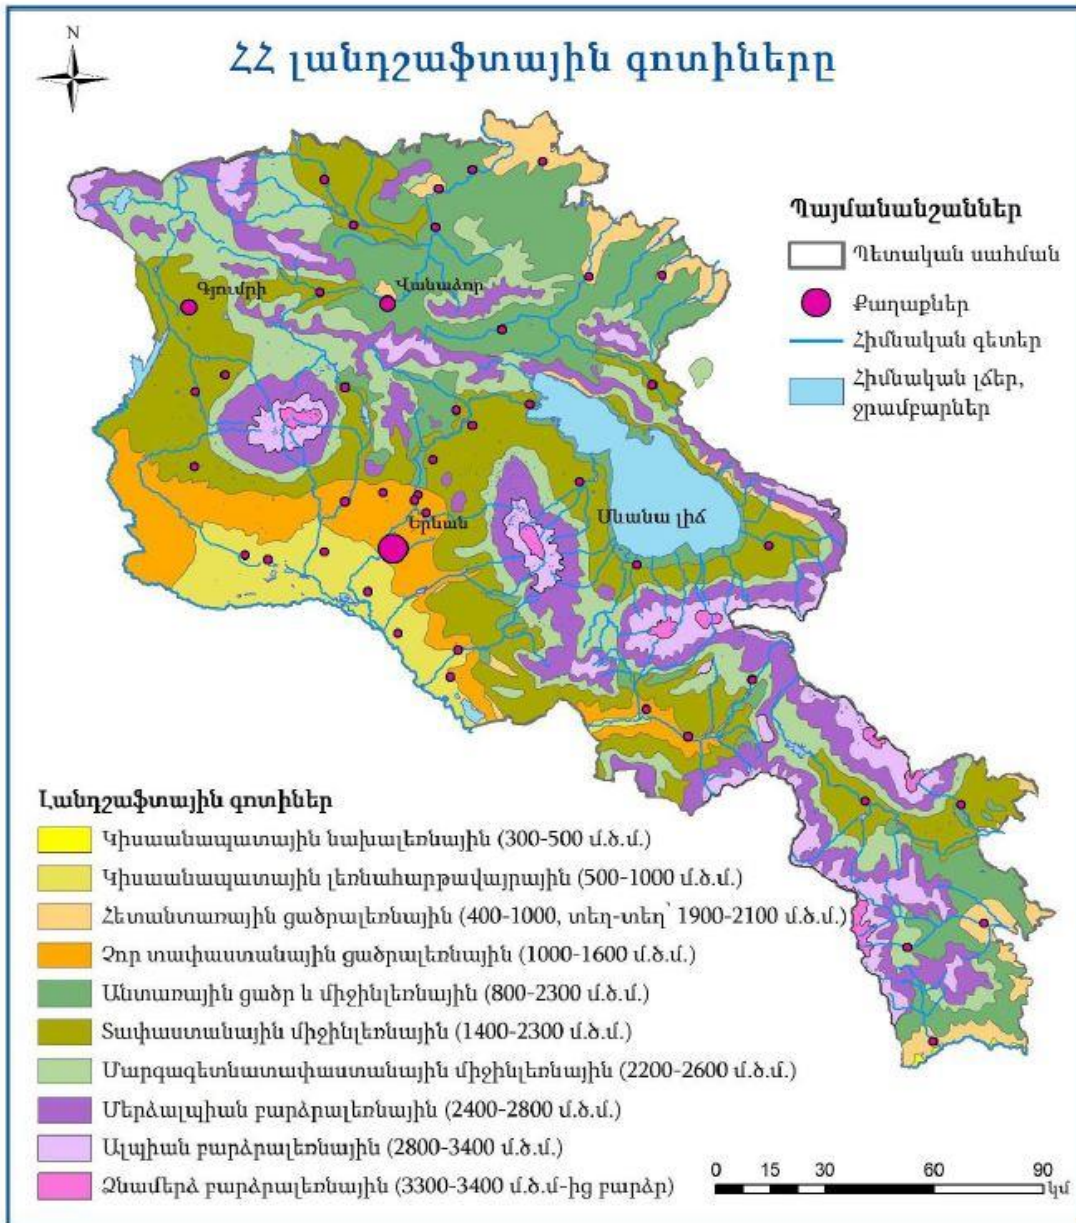 N
ՀՀ լանդշաֆտային գոտիները
Պայմանանշաններ
Պետական սահման
Քաղաքներ
Հիմնական գետեր
Հիմնական լճեր,
ջրամբարներ
Գյումրի
Վանաձոր
Երևան
Սևանա լիճ
Լանդշաֆտային գոտիներ
Կիսաանապատային նախալեռնային (300-500 մ.ծ.մ.)
Կիսաանապատային լեռնահարթավայրային (500-1000 մ.ծ.մ.)
Հետանտառային ցածրալեռնային (400-1000, տեղ-տեղ՝ 1900-2100 մ.ծ.մ.)
Չոր տափաստանային ցածրալեռնային (1000-1600 մ.ծ.մ.)
Անտառային ցածր և միջինլեռնային (800-2300 մ.ծ.մ.)
Տափաստանային միջինլեռնային (1400-2300 մ.ծ.մ.)
Մարգագետնատափաստանային միջինլեռնային (2200-2600 մ.ծ.մ.)
Մերձալպիան բարձրալեռնային (2400-2800 մ.ծ.մ.)
Ալպիան բարձրալեռնային (2800-3400 մ.ծ.մ.)
Ձնամերձ բարձրալեռնային (3300-3400 մ.ծ.մ-ից բարձր)
0 15 30 60 90
կմ